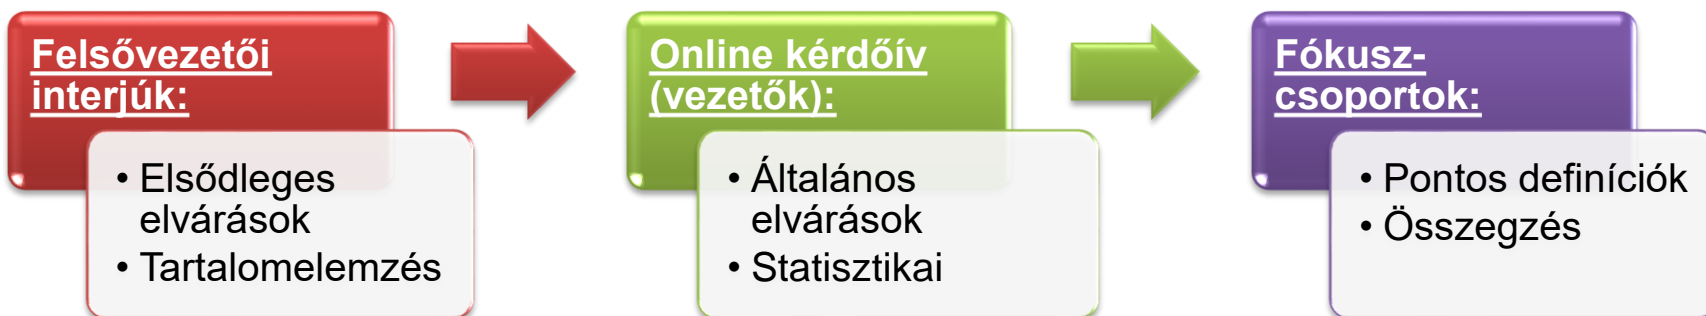 Felsővezetői
interjúk:
• Elsődleges
elvárások
• Tartalomelemzés
Online kérdőív
(vezetők):
• Általános
elvárások
• Statisztikai
Fókusz-
csoportok:
• Pontos definíciók
• Összegzés